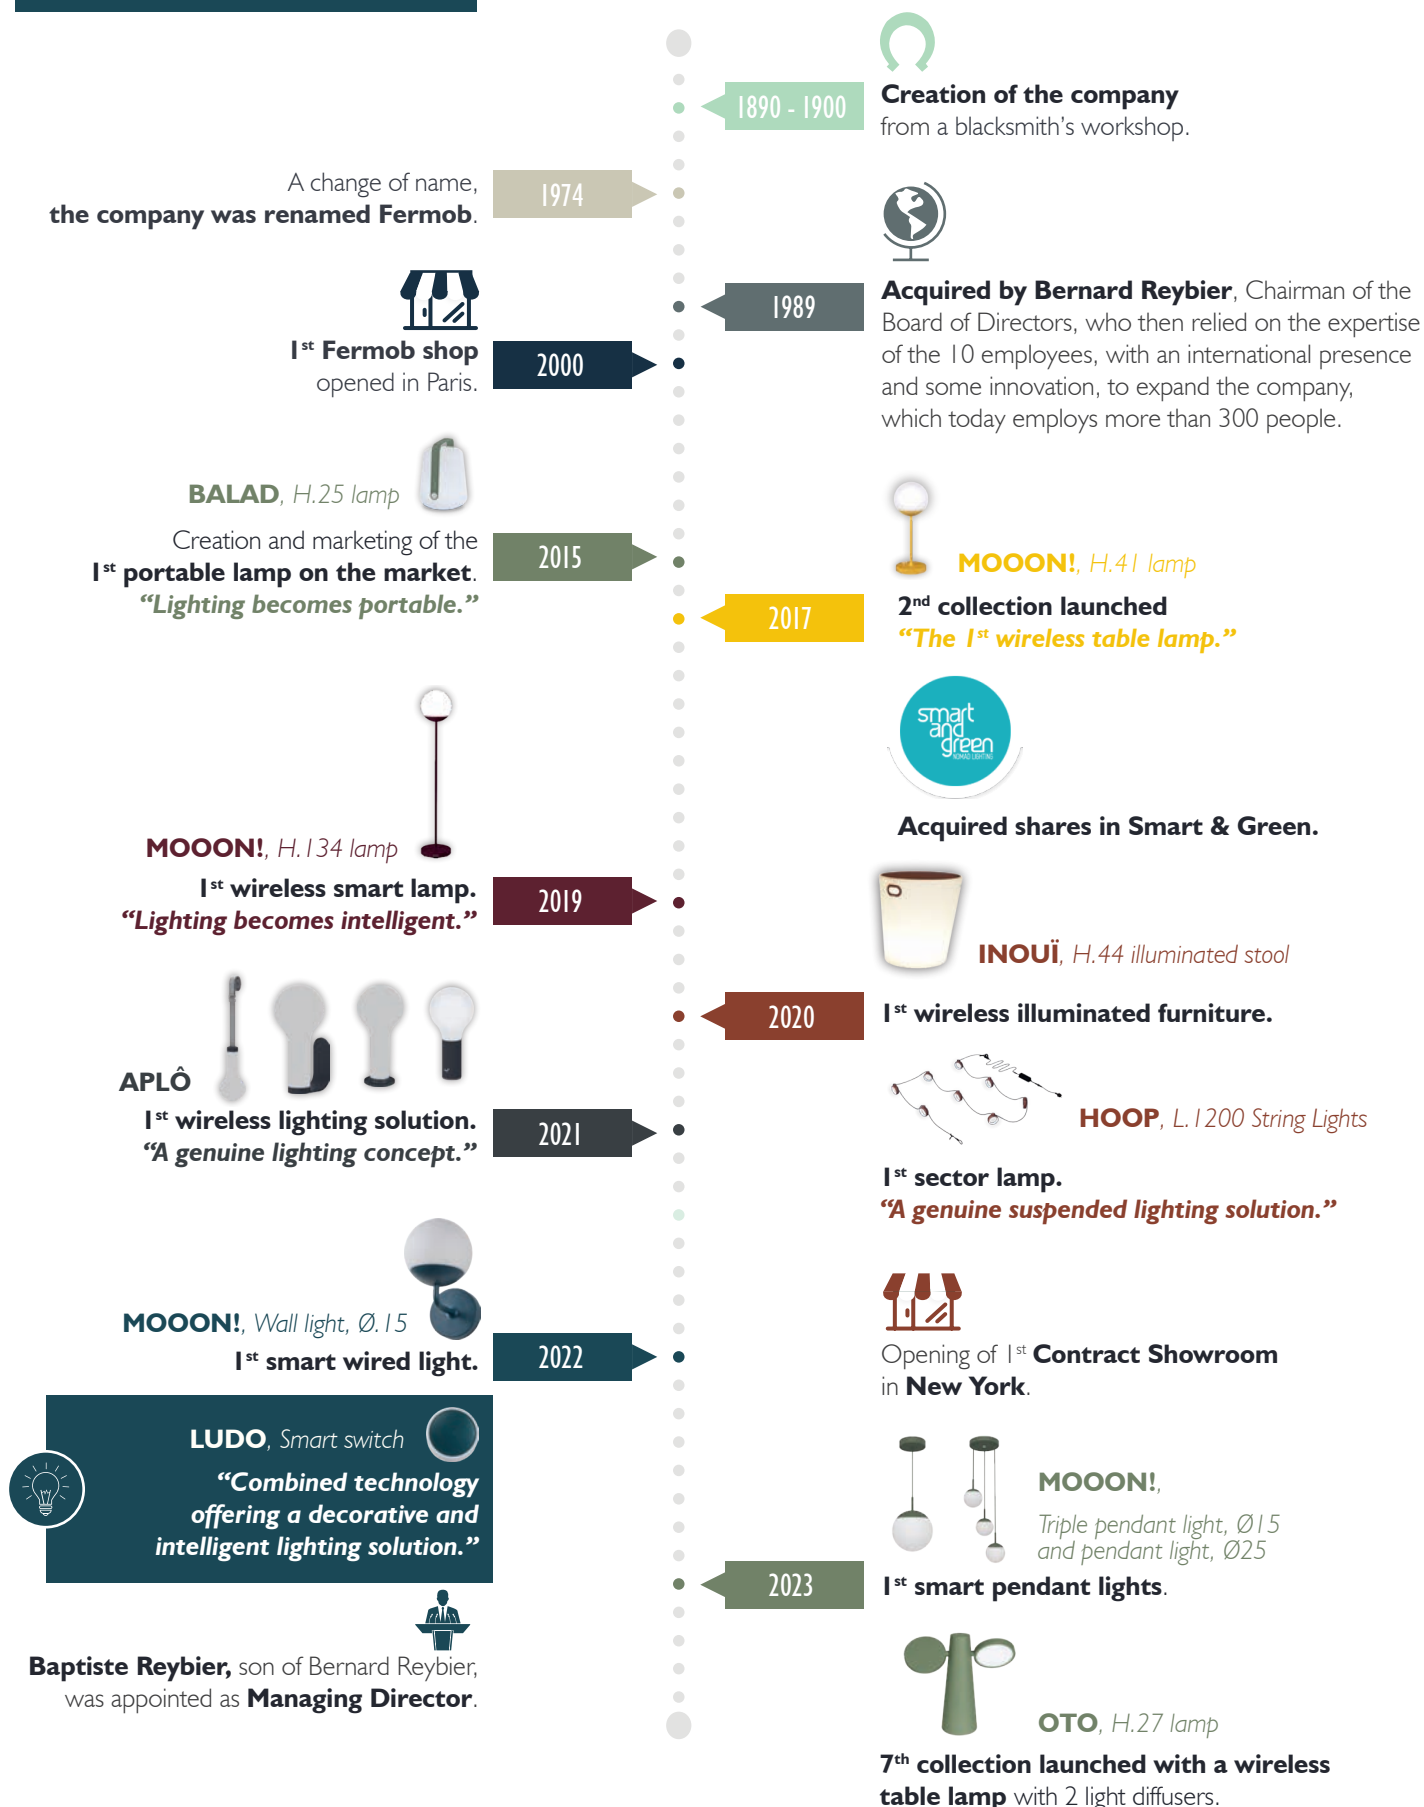 1890 - 1900
Creation of the company
from a blacksmith's workshop.
A change of name,
the company was renamed Fermob.
1974
1989
Acquired by Bernard Reybier, Chairman of the
Board of Directors, who then relied on the expertise
of the 10 employees, with an international presence
and some innovation, to expand the company,
which today employs more than 300 people.
1st Fermob shop
opened in Paris.
2000
BALAD, H.25 lamp
Creation and marketing of the
1st portable lamp on the market.
“Lighting becomes portable.”
2015
MOOON!, H.41 lamp
2017
2nd collection launched
“The 1st wireless table lamp.”
smart
and
green
NOMAD LIGHTING
Acquired shares in Smart & Green.
MOOON!, H.134 lamp
1st wireless smart lamp.
“Lighting becomes intelligent.”
2019
INOUÏ, H.44 illuminated stool
2020
1st wireless illuminated furniture.
HOOP, L.1200 String Lights
1st sector lamp.
“A genuine suspended lighting solution.”
APLÔ
1st wireless lighting solution.
“A genuine lighting concept.”
2021
Opening of 1st Contract Showroom
in New York.
MOOON!, Wall light, Ø.15
1st smart wired light.
2022
LUDO, Smart switch
“Combined technology
offering a decorative and
intelligent lighting solution.”
Baptiste Reybier, son of Bernard Reybier,
was appointed as Managing Director.
MOOON!,
Triple pendant light, Ø15
and pendant light, Ø25
2023
1st smart pendant lights.
OTO, H.27 lamp
7th collection launched with a wireless
table lamp with 2 light diffusers.